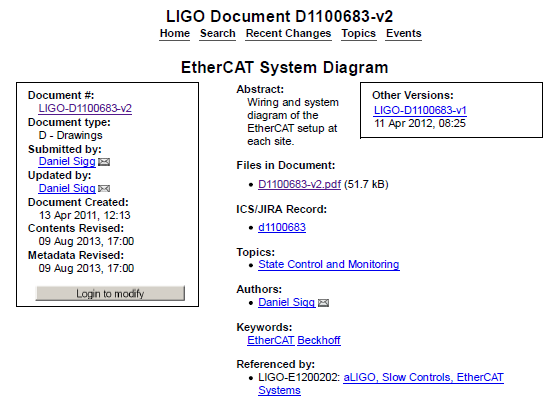 LIGO Document D1100683-v2
Home Search Recent Changes Topics Events
EtherCAT System Diagram
Document #:
LIGO-D1100683-v2
Document type:
D - Drawings
Submitted by:
Daniel Sigg
Updated by:
Daniel Sigg
Document Created:
13 Apr 2011, 12:13
Contents Revised:
09 Aug 2013, 17:00
Metadata Revised:
09 Aug 2013, 17:00
Login to modify
Abstract:
Wiring and system
diagram of the
EtherCAT setup at
each site.
Files in Document:
• D1100683-v2.pdf (51.7 kB)
ICS/JIRA Record:
• d1100683
Topics:
• State Control and Monitoring
Authors:
• Daniel Sigg
Keywords:
EtherCAT Beckhoff
Referenced by:
• LIGO-E1200202: aLIGO, Slow Controls, EtherCAT
Systems
Other Versions:
LIGO-D1100683-v1
11 Apr 2012, 08:25